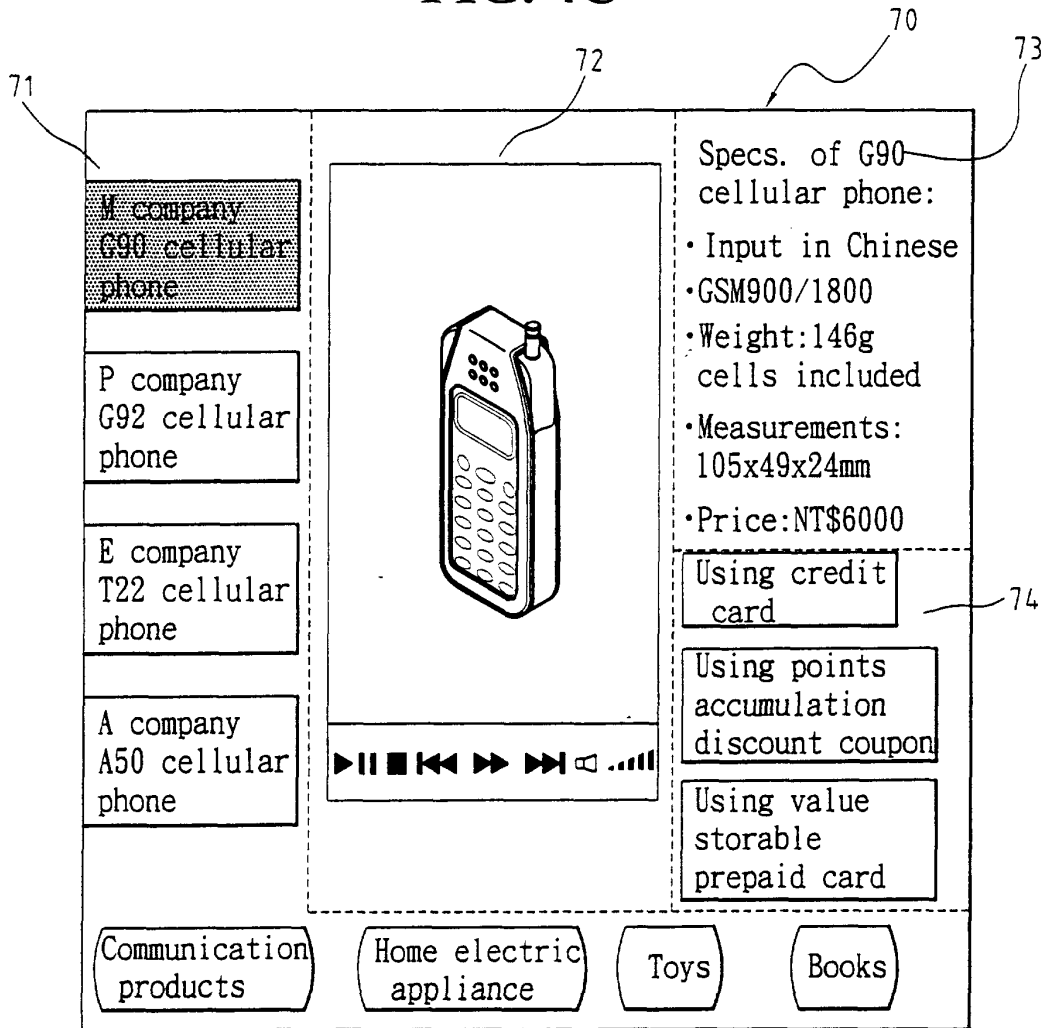 70
72
73
71
M company
G90 cellular
phone
P company
G92 cellular
phone
E company
T22 cellular
phone
A company
A50 cellular
phone
Specs. of G90
cellular phone:
·Input in Chinese
·GSM900/1800
·Weight:146g
cells included
·Measurements:
105x49x24mm
·Price:NT$6000
Using credit
card
74
Using points
accumulation
discount coupon
Using value
storable
prepaid card
Communication
products
Home electric
appliance
Toys
Books